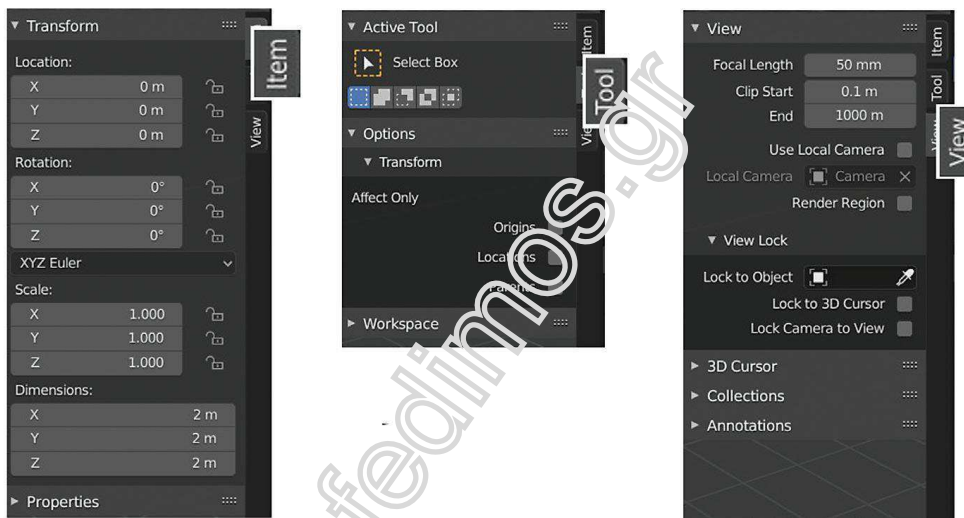 Transform
Item
Location:
X 0 m
Y 0 m
Z 0 m
View
Rotation:
X 0°
Y 0°
Z 0°
XYZ Euler
Scale:
X 1.000
Y 1.000
Z 1.000
Dimensions:
X 2 m
Y 2 m
Z 2 m
Properties
Active Tool
Item
Select Box
Tool
Options
Transform
Affect Only
Origins
Locations
Parents
Workspace
View
Item
Focal Length 50 mm
Clip Start 0.1 m
Tool
End 1000 m
View
Use Local Camera
Local Camera Camera
Render Region
View Lock
Lock to Object
Lock to 3D Cursor
Lock Camera to View
3D Cursor
Collections
Annotations
fedimos.gr